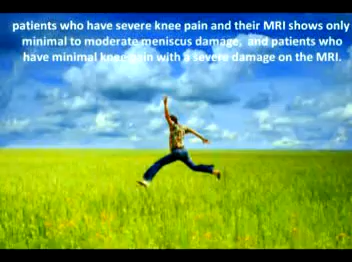 patients who have severe knee pain and their MRI shows only
minimal to moderate meniscus damage,  and patients who
have minimal knee pain with a severe damage on the MRI.